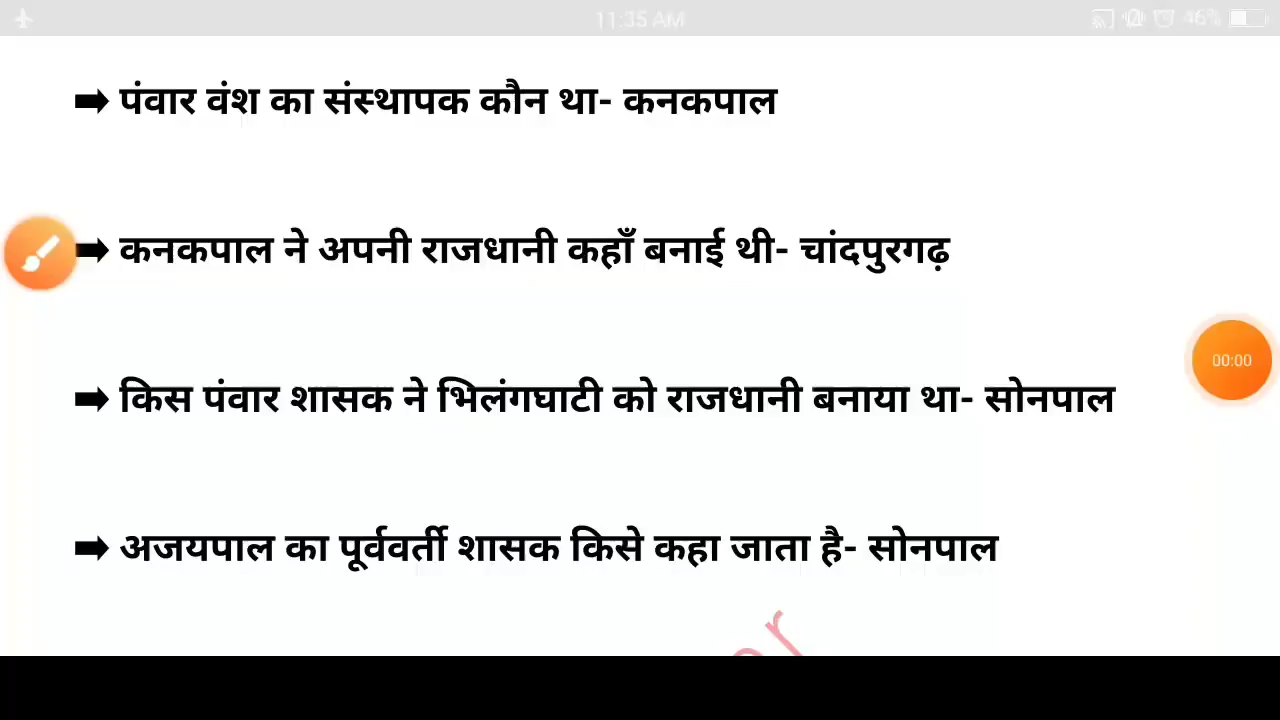 11:35 AM
46%
➡ पंवार वंश का संस्थापक कौन था- कनकपाल
➡ कनकपाल ने अपनी राजधानी कहाँ बनाई थी- चांदपुरगढ़
00:00
➡ किस पंवार शासक ने भिलंगघाटी को राजधानी बनाया था- सोनपाल
➡ अजयपाल का पूर्ववर्ती शासक किसे कहा जाता है- सोनपाल